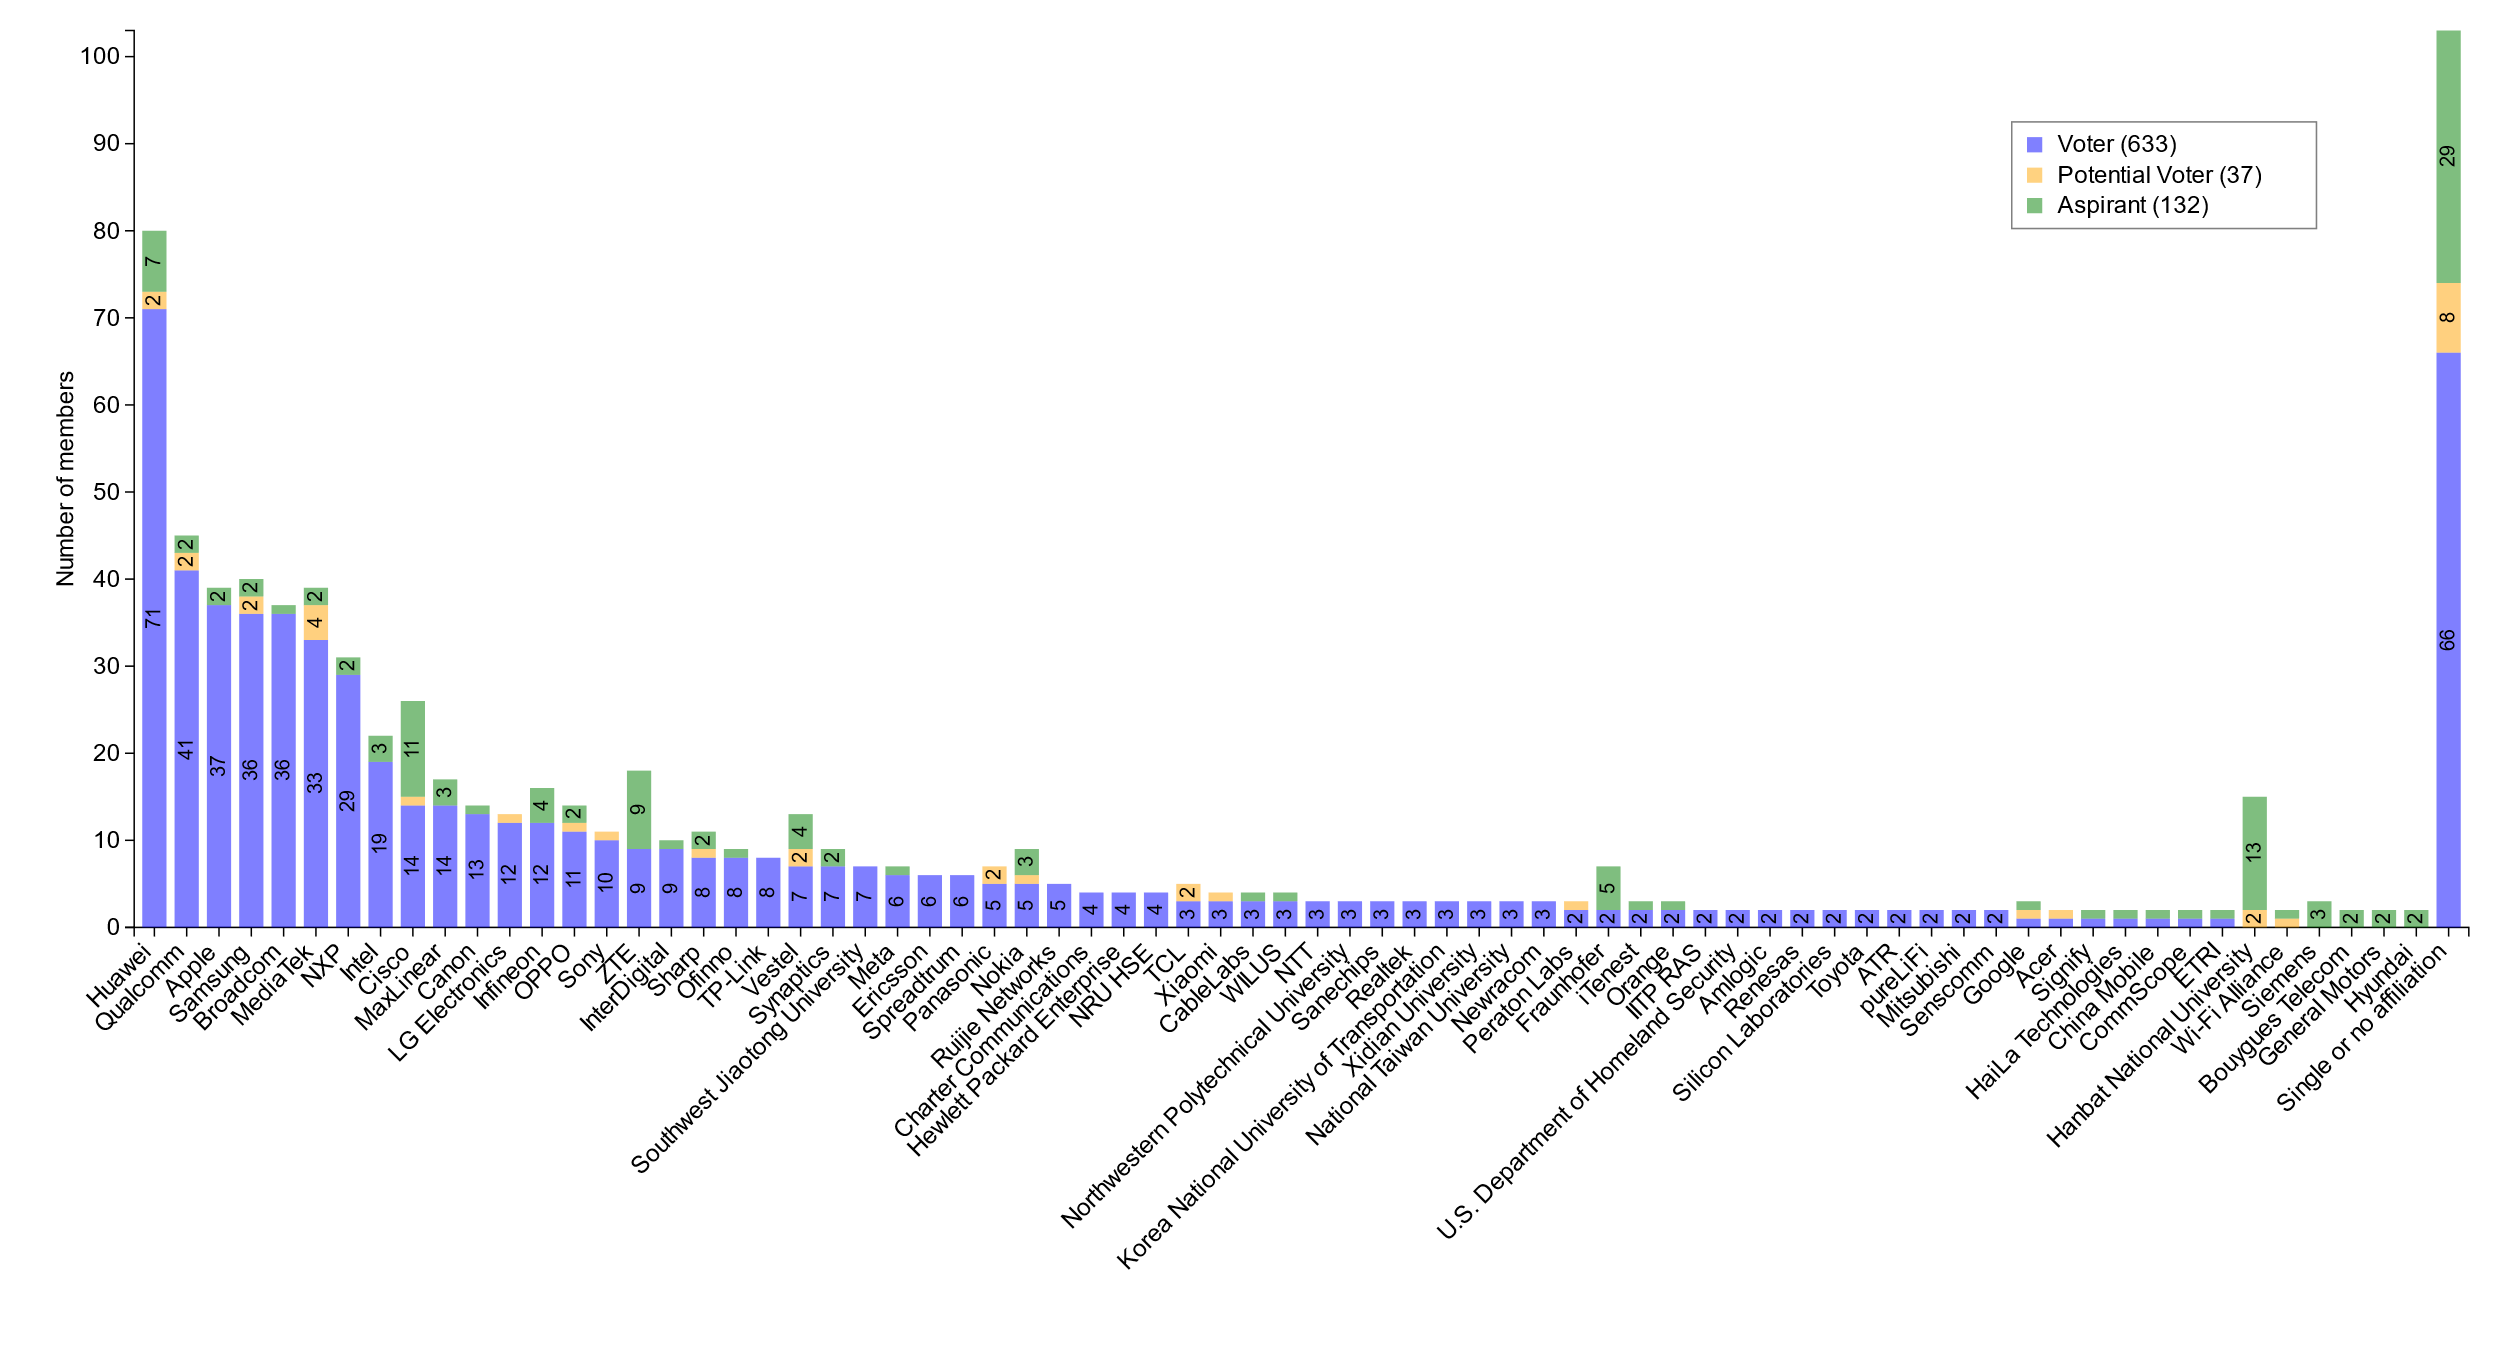 100
90
80
70
60
50
40
30
20
10
0
Number of members
Voter (633)
Potential Voter (37)
Aspirant (132)
71
2
7
41
2
2
37
2
36
2
2
36
33
4
2
29
2
19
3
14
11
14
3
13
12
12
4
11
2
10
9
9
9
8
2
8
8
7
2
4
7
2
7
6
6
6
5
2
5
3
5
4
4
4
3
2
3
3
3
3
3
3
3
3
3
3
3
2
2
5
2
2
2
2
2
2
2
2
2
2
2
2
2
13
3
2
2
2
66
8
29
Huawei
Qualcomm
Apple
Samsung
Broadcom
MediaTek
NXP
Intel
Cisco
MaxLinear
Canon
LG Electronics
Infineon
OPPO
Sony
ZTE
InterDigital
Sharp
Ofinno
TP-Link
Vestel
Synaptics
Southwest Jiaotong University
Meta
Ericsson
Spreadtrum
Panasonic
Nokia
Ruijie Networks
Charter Communications
Hewlett Packard Enterprise
NRU HSE
TCL
Xiaomi
CableLabs
WILUS
NTT
Northwestern Polytechnical University
Sanechips
Realtek
Korea National University of Transportation
Xidian University
National Taiwan University
Newracom
Peraton Labs
Fraunhofer
iTenest
Orange
IITP RAS
U.S. Department of Homeland Security
Amlogic
Renesas
Silicon Laboratories
Toyota
ATR
pureLiFi
Mitsubishi
Senscomm
Google
Acer
Signify
HaiLa Technologies
China Mobile
CommScope
ETRI
Hanbat National University
Wi-Fi Alliance
Siemens
Bouygues Telecom
General Motors
Hyundai
Single or no affiliation